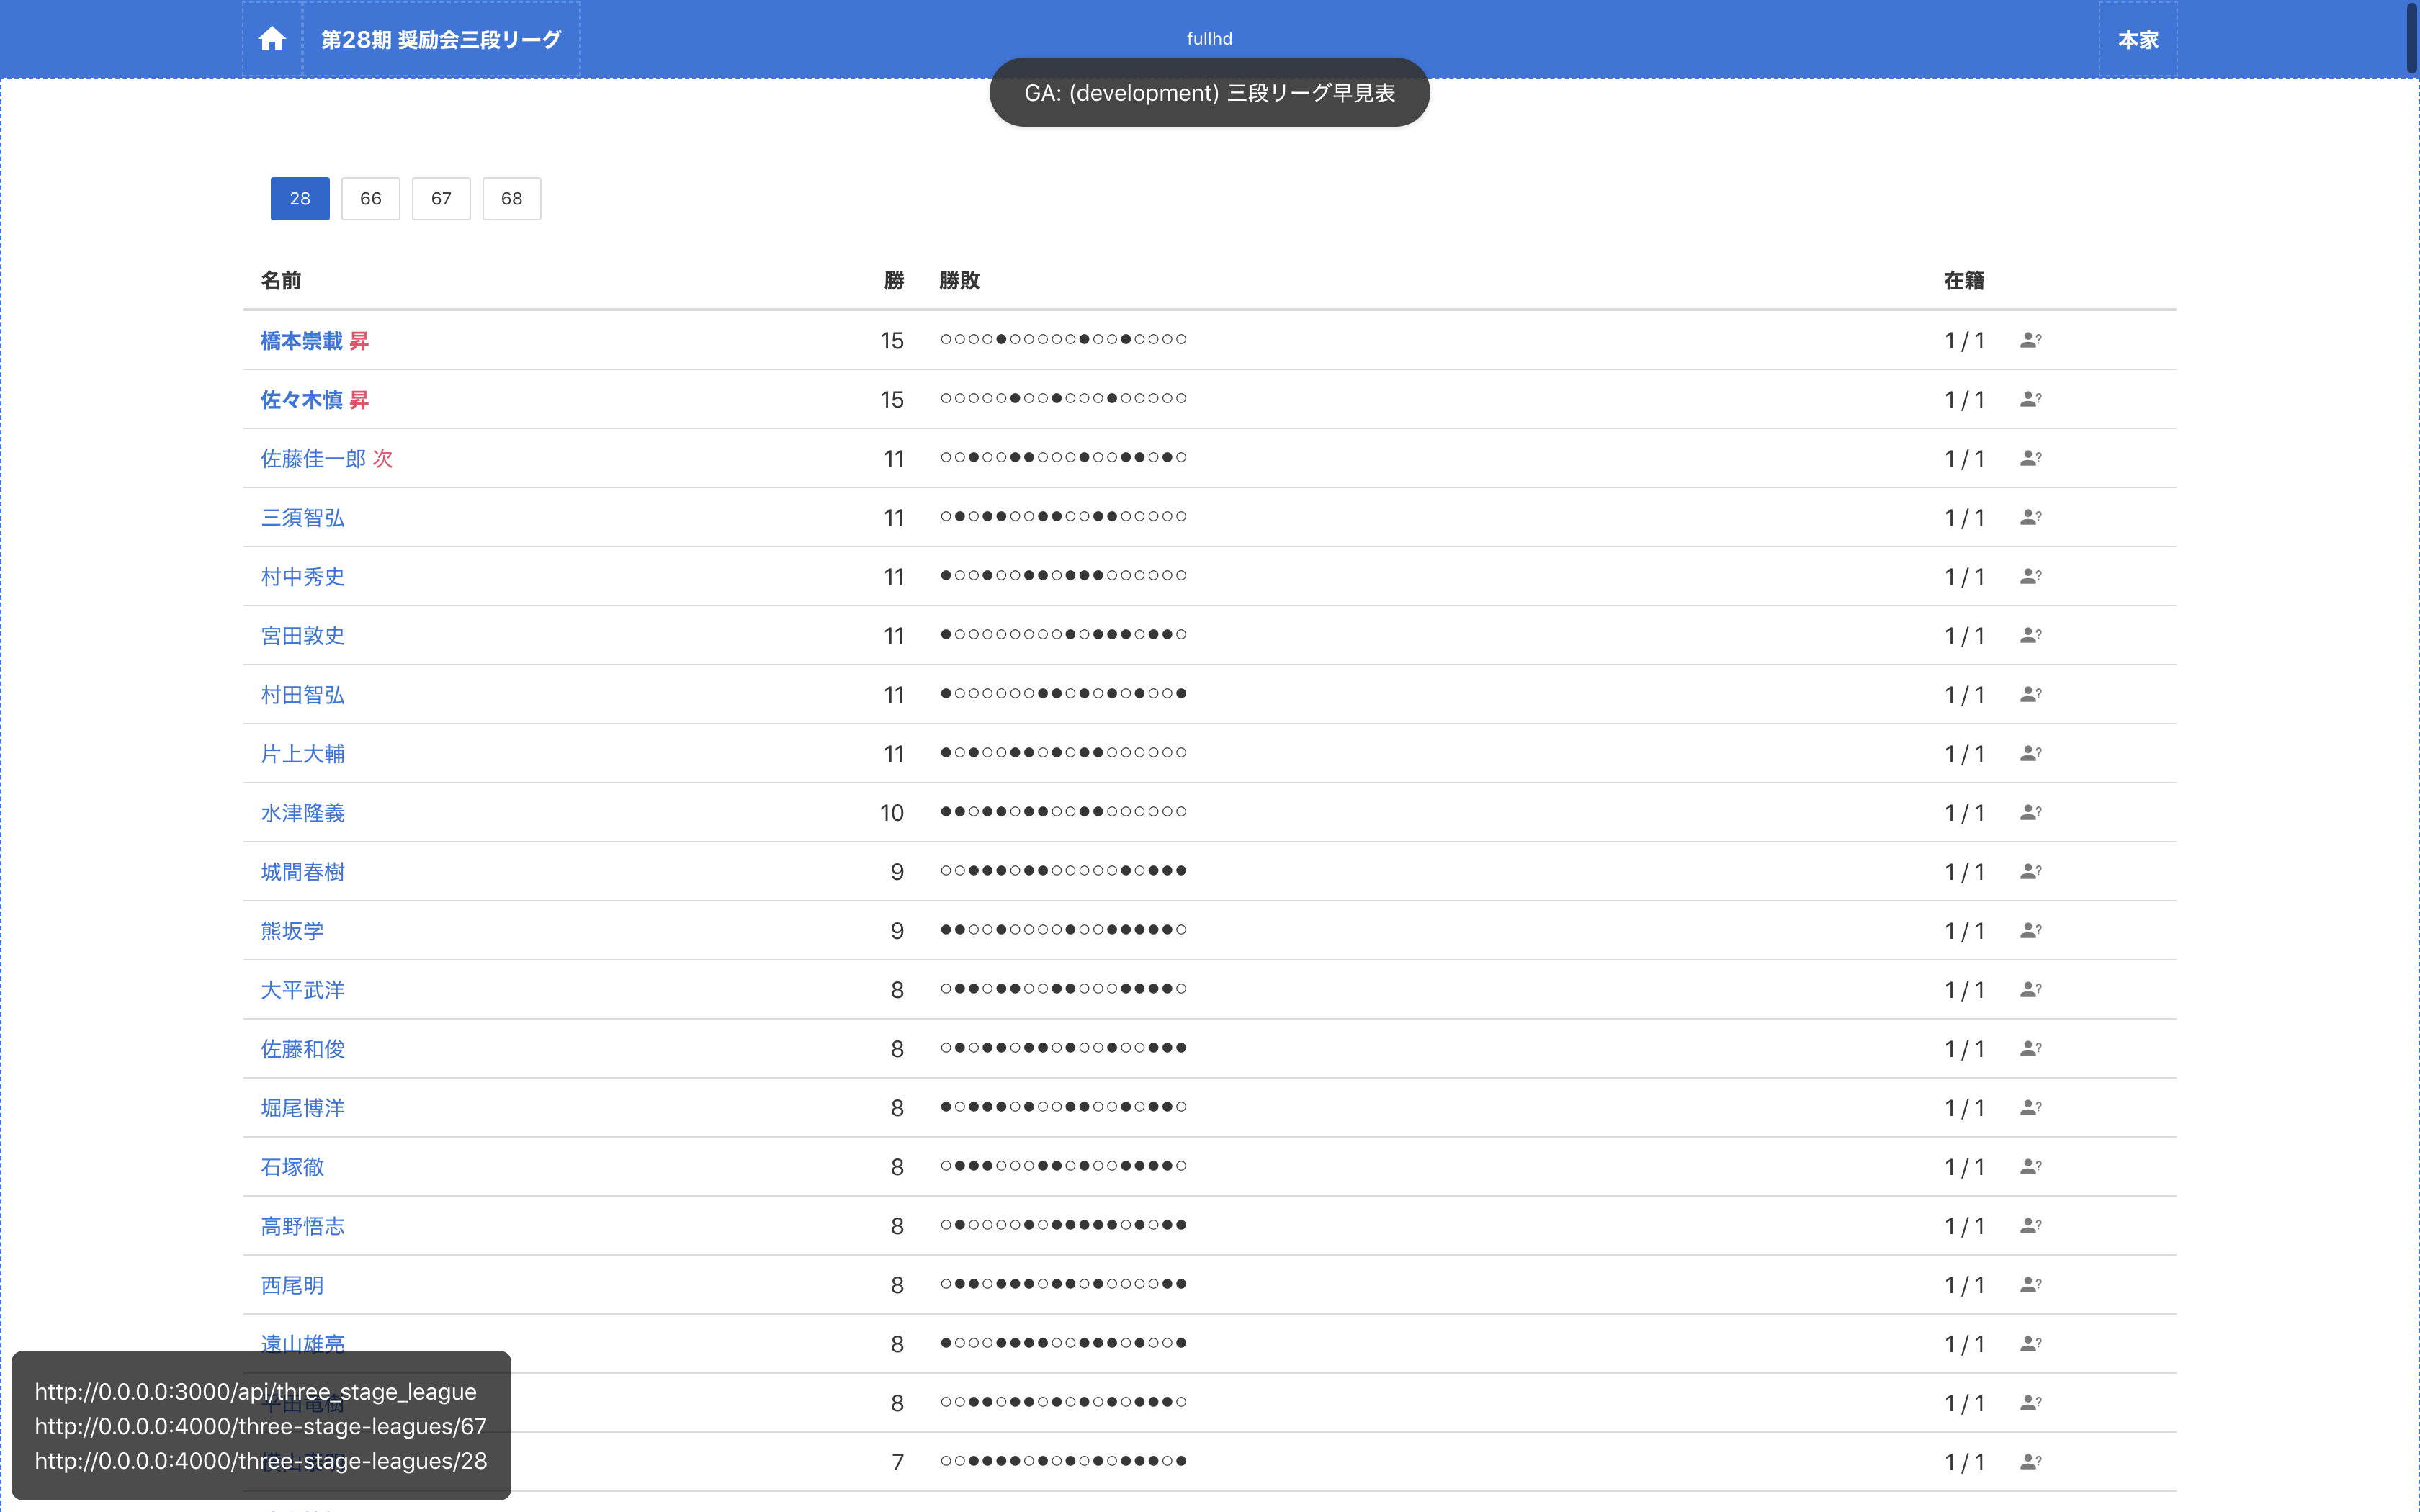 第28期 奨励会三段リーグ
fullhd
本家
GA: (development) 三段リーグ早見表
28 66 67 68
名前 勝 勝敗 在籍
橋本崇載 昇 15 ○○○○●○○○○○●○○●○○○○ 1 / 1
佐々木慎 昇 15 ○○○○○●○○●○○○●○○○○○ 1 / 1
佐藤佳一郎 次 11 ○○●○○●●○○○●○○●●○●○ 1 / 1
三須智弘 11 ○●○●●○○●●○○●●○○○○○ 1 / 1
村中秀史 11 ●○○●○○●●○●●●○○○○○○ 1 / 1
宮田敦史 11 ●○○○○○○○○●○●●●○●●○ 1 / 1
村田智弘 11 ●○○○○○○●●○●○●○●○○● 1 / 1
片上大輔 11 ●○●○○●●○●○●●○○○○○○ 1 / 1
水津隆義 10 ●●○●●○●●○○●●○○○○○○ 1 / 1
城間春樹 9 ○○●●●○●●○○○○○●○●●● 1 / 1
熊坂学 9 ●●○○●○○○○●○○●●●●●○ 1 / 1
大平武洋 8 ○●●○●●○○●●○○○●●●●○ 1 / 1
佐藤和俊 8 ○●○●●○●●○●○○●○○●●● 1 / 1
堀尾博洋 8 ●○●●●○●○○●●○○●○●●○ 1 / 1
石塚徹 8 ○●●●○○○●●○●○○●●●●○ 1 / 1
高野悟志 8 ○●○○○○●○●●●●●○●○●● 1 / 1
西尾明 8 ○●●○●●●○●●○●○○○○●● 1 / 1
遠山雄亮 8 ●○○○●●●●○○●●●○●○○● 1 / 1
8 ○○●●○●●○●○●○●○●●●○ 1 / 1
7 ○○●●●●○●○●○●○●●●○● 1 / 1
http://0.0.0.0:3000/api/three_stage_league
http://0.0.0.0:4000/three-stage-leagues/67
http://0.0.0.0:4000/three-stage-leagues/28